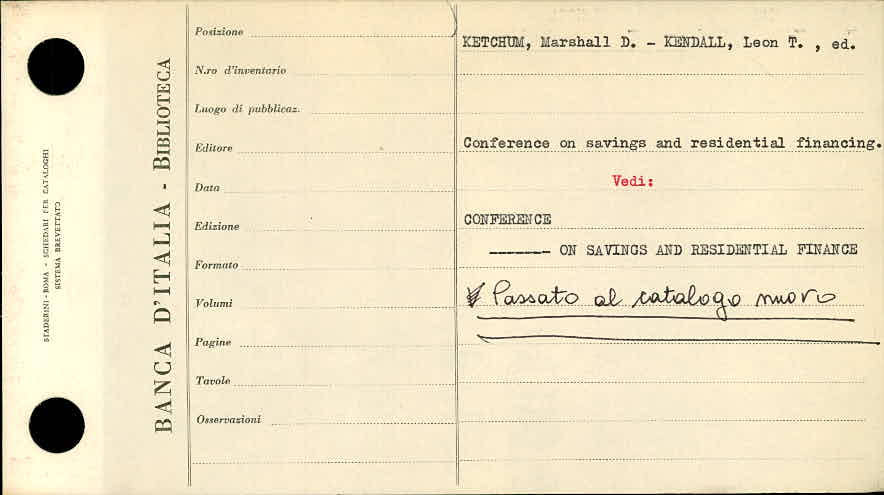 STADERINI - ROMA - SCHEDARI PER CATALOGHI
SISTEMA BREVETTATO
BANCA D'ITALIA - BIBLIOTECA
Posizione
N.ro d'inventario
Luogo di pubblicaz.
Editore
Data
Edizione
Formato
Volumi
Pagine
Tavole
Osservazioni
KETCHUM, Marshall D. - KENDALL, Leon T. , ed.
Conference on savings and residential financing.
Vedi:
CONFERENCE
------- ON SAVINGS AND RESIDENTIAL FINANCE
Passato al catalogo nuovo